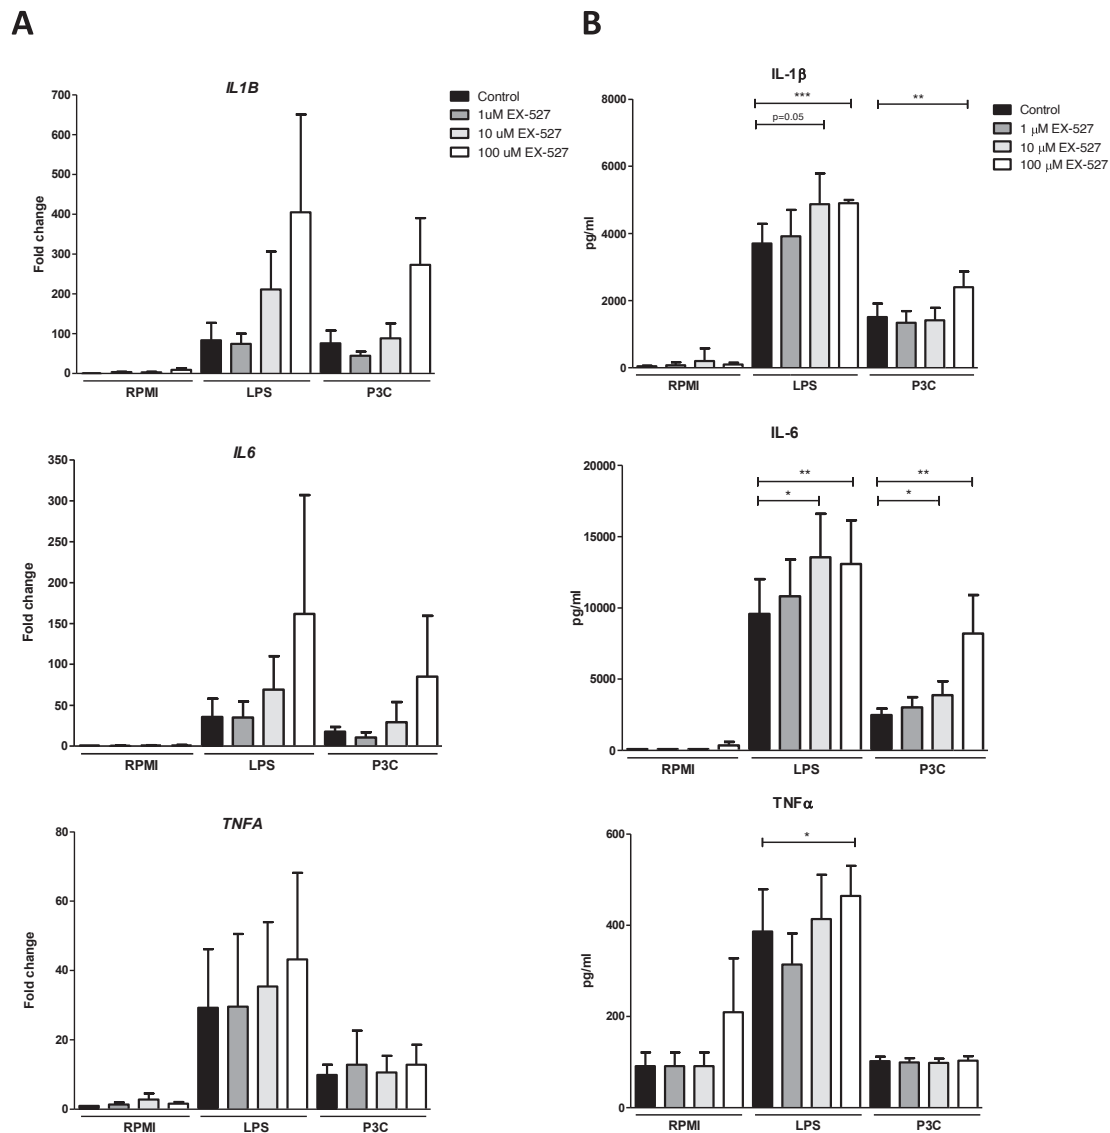 A
IL1B
700
600
500
400
300
200
100
0
Fold change
RPMI
LPS
P3C
Control
1uM EX-527
10 uM EX-527
100 uM EX-527
IL6
350
300
250
200
150
100
50
0
Fold change
RPMI
LPS
P3C
TNFA
80
60
40
20
0
Fold change
RPMI
LPS
P3C
B
IL-1β
8000
6000
4000
2000
0
pg/ml
***
p=0.05
**
RPMI
LPS
P3C
Control
1 μM EX-527
10 μM EX-527
100 μM EX-527
IL-6
20000
15000
10000
5000
0
pg/ml
**
*
**
*
RPMI
LPS
P3C
TNFα
600
400
200
0
pg/ml
*
RPMI
LPS
P3C